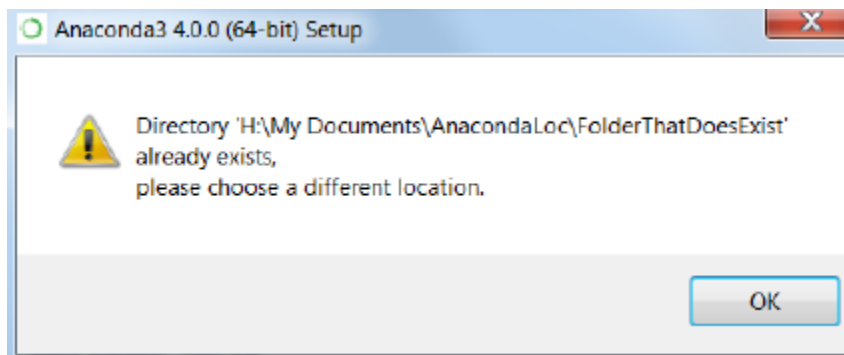 Anaconda3 4.0.0 (64-bit) Setup
Directory 'H:\My Documents\AnacondaLoc\FolderThatDoesExist'
already exists,
please choose a different location.
OK